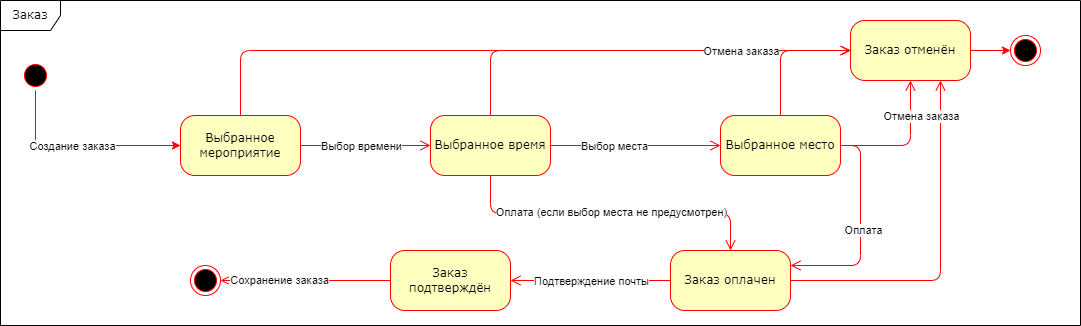 Заказ
Отмена заказа
Заказ отменён
Отмена заказа
Создание заказа
Выбранное
мероприятие
Выбор времени
Выбранное время
Выбор места
Выбранное место
Оплата (если выбор места не предусмотрен)
Оплата
Сохранение заказа
Заказ
подтверждён
Подтверждение почты
Заказ оплачен